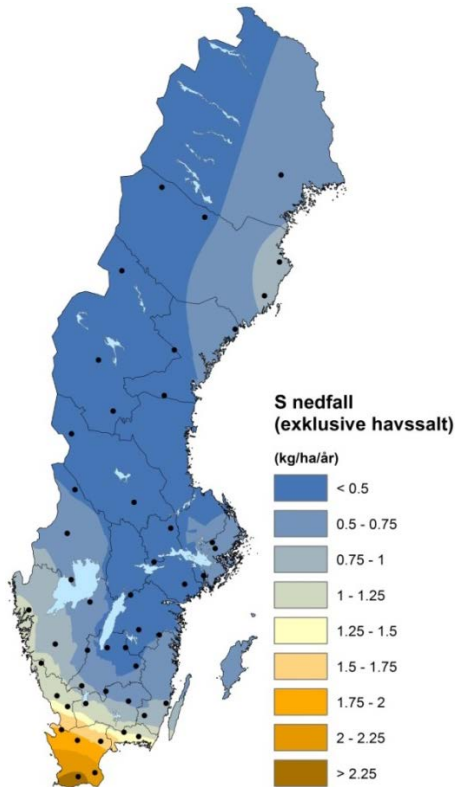 S nedfall
(exklusive havssalt)
(kg/ha/år)
< 0.5
0.5 - 0.75
0.75 - 1
1 - 1.25
1.25 - 1.5
1.5 - 1.75
1.75 - 2
2 - 2.25
> 2.25